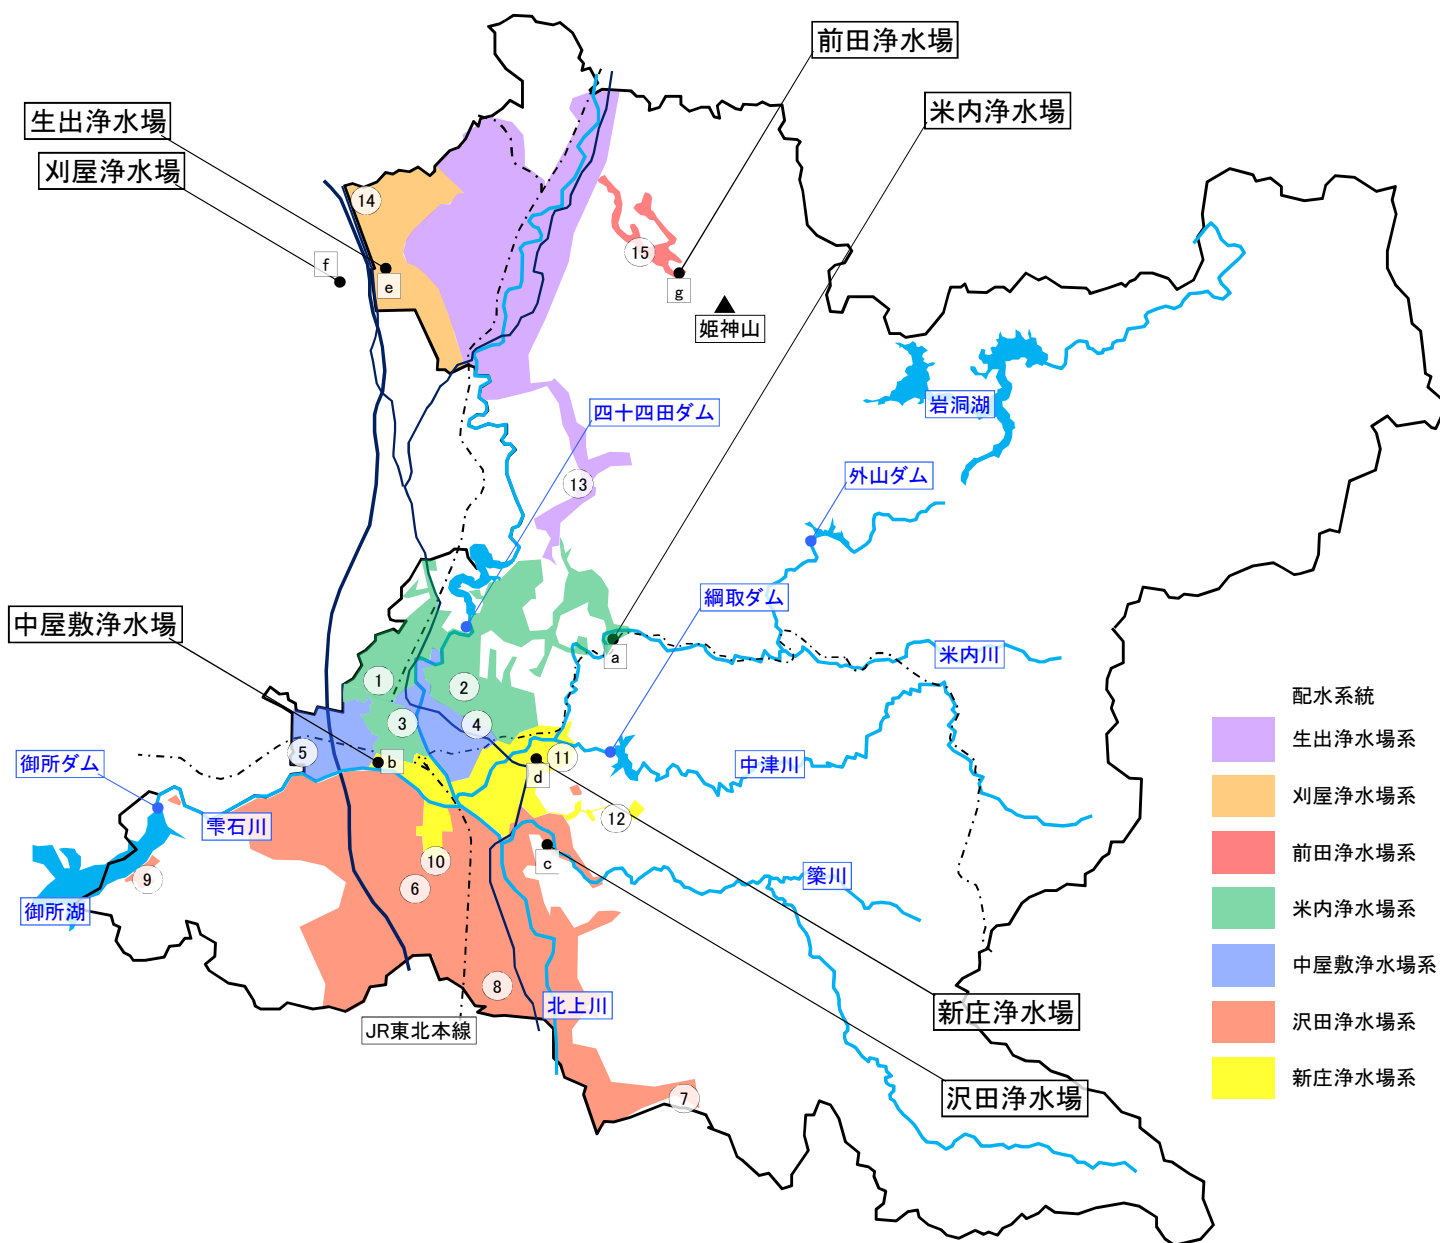 前田浄水場
米内浄水場
生出浄水場
刈屋浄水場
14
15
f
e
g
姫神山
岩洞湖
四十四田ダム
外山ダム
13
綱取ダム
中屋敷浄水場
a
米内川
1
2
3
4
5
b
d
11
御所ダム
中津川
雫石川
12
10
c
6
9
簗川
御所湖
8
北上川
JR東北本線
新庄浄水場
沢田浄水場
7
配水系統
生出浄水場系
刈屋浄水場系
前田浄水場系
米内浄水場系
中屋敷浄水場系
沢田浄水場系
新庄浄水場系